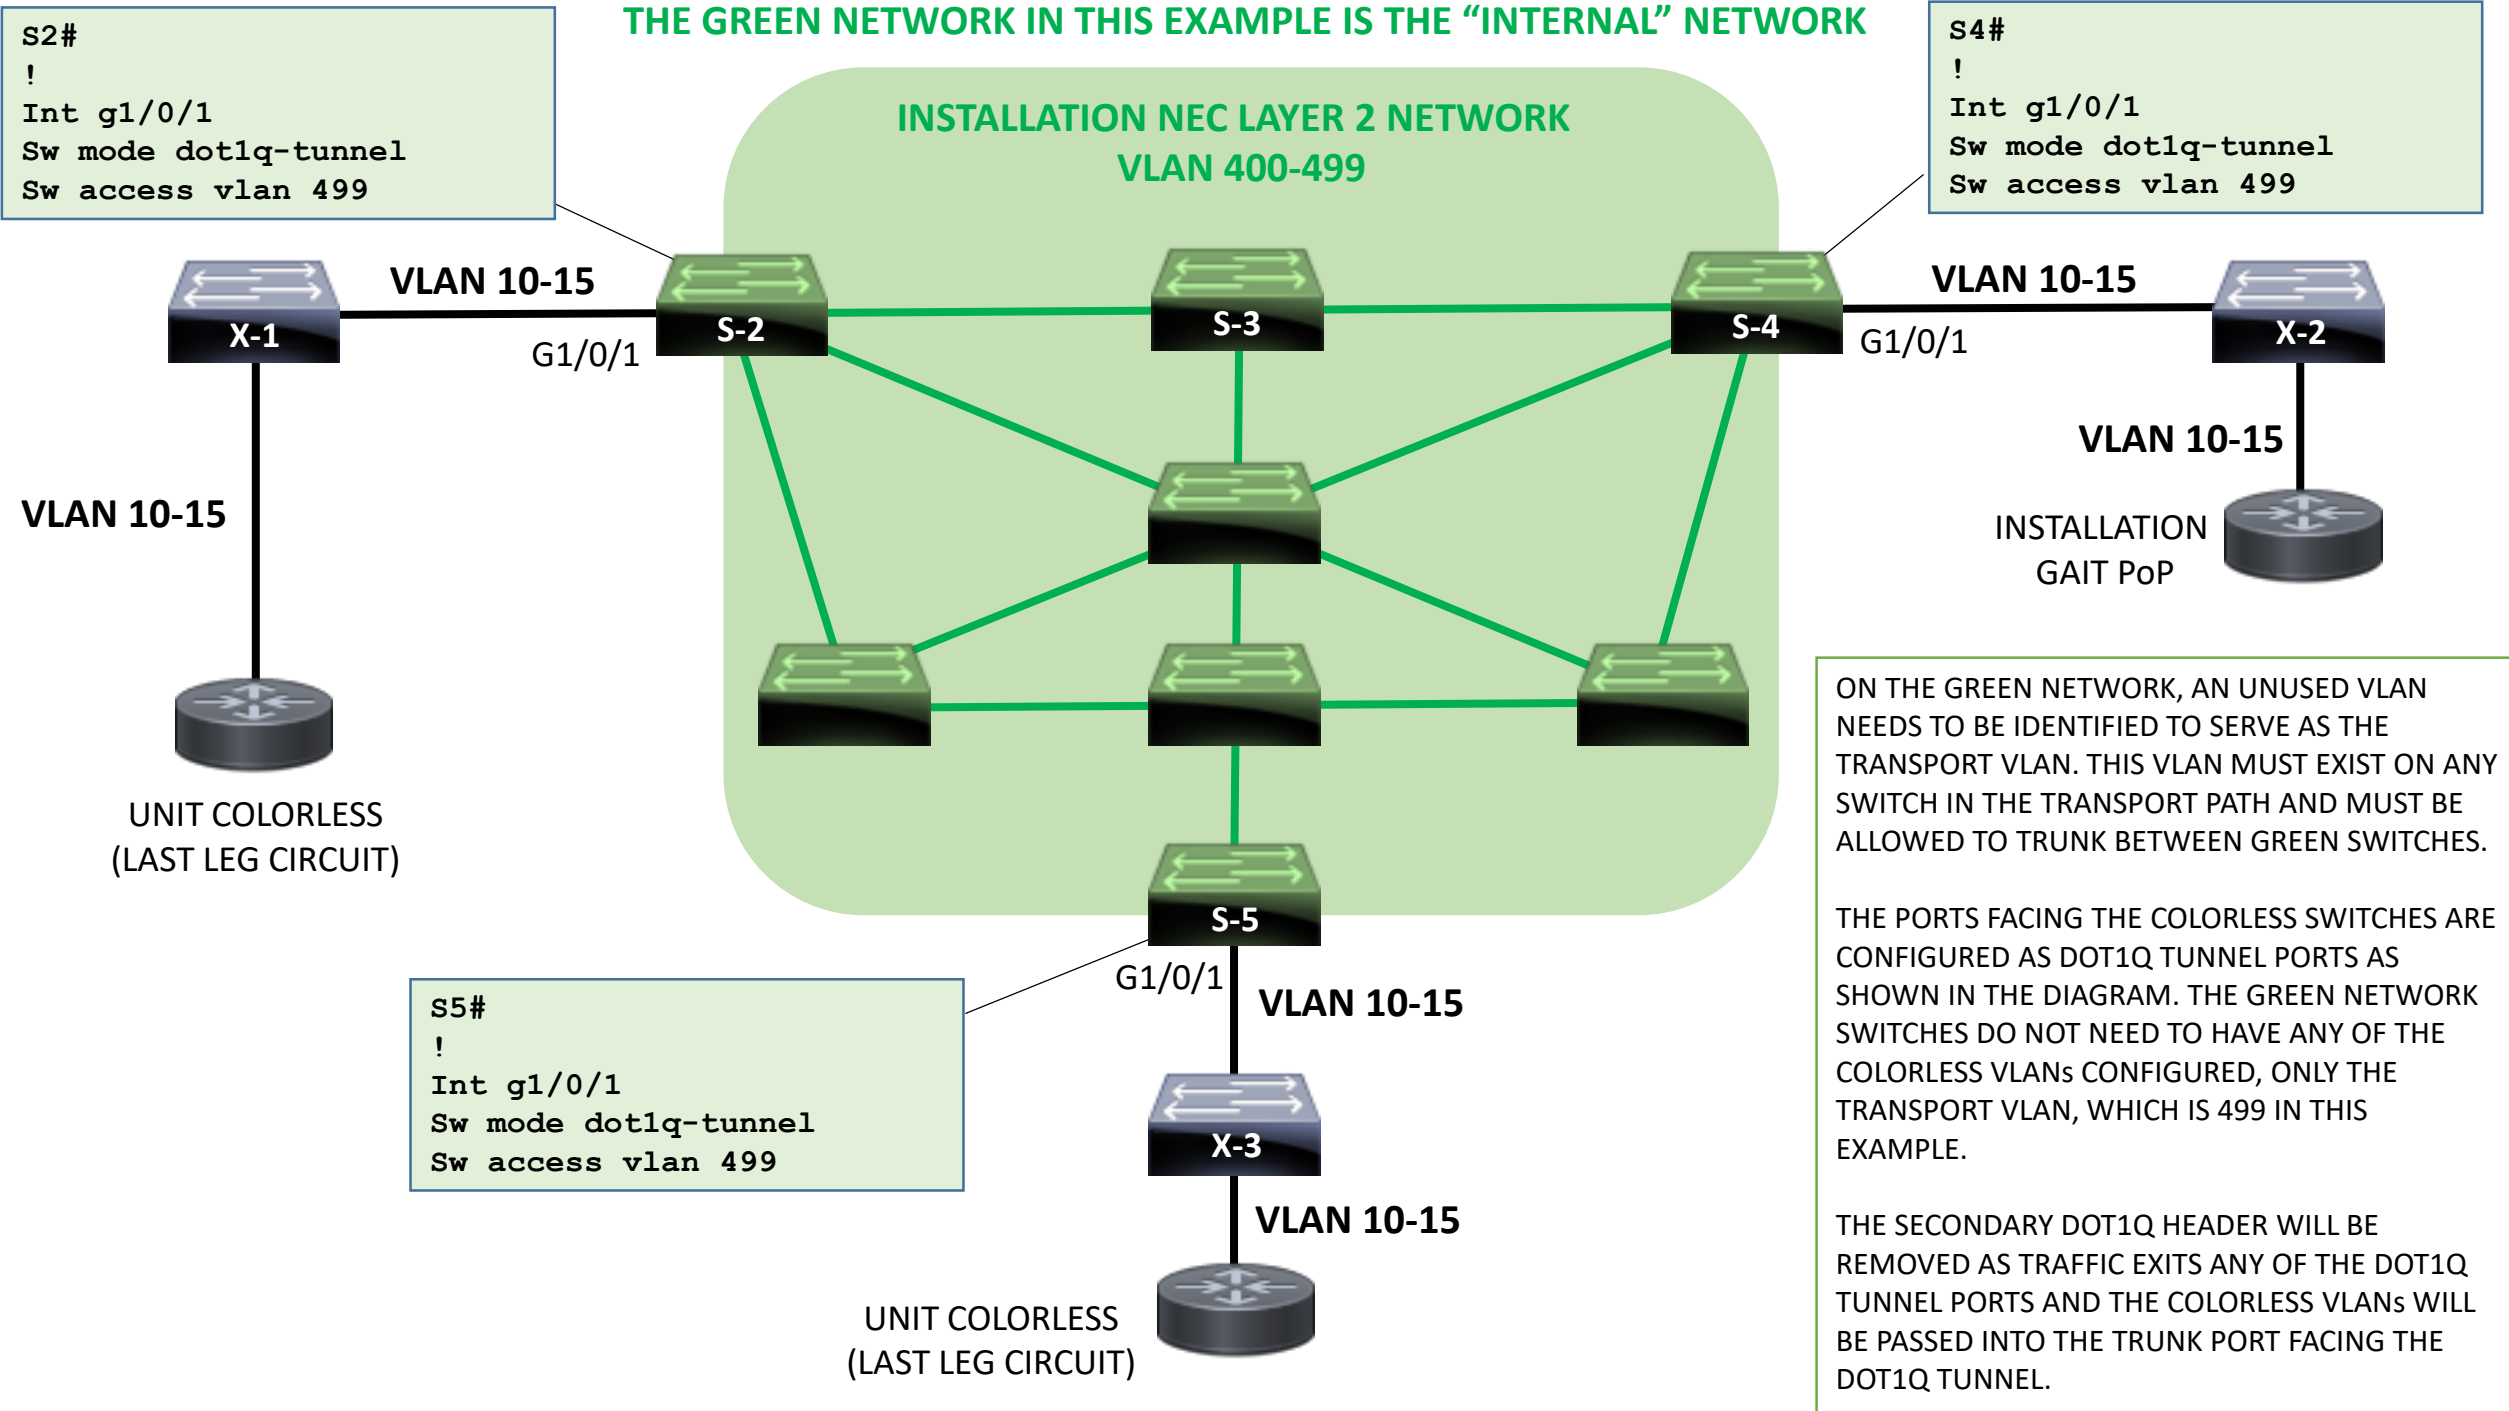 THE GREEN NETWORK IN THIS EXAMPLE IS THE “INTERNAL” NETWORK
S2#
!
Int g1/0/1
Sw mode dot1q-tunnel
Sw access vlan 499
S4#
!
Int g1/0/1
Sw mode dot1q-tunnel
Sw access vlan 499
INSTALLATION NEC LAYER 2 NETWORK
VLAN 400-499
VLAN 10-15
VLAN 10-15
X-1
G1/0/1
S-2
S-3
S-4
G1/0/1
X-2
VLAN 10-15
VLAN 10-15
INSTALLATION
GAIT PoP
UNIT COLORLESS
(LAST LEG CIRCUIT)
S-5
G1/0/1
VLAN 10-15
S5#
!
Int g1/0/1
Sw mode dot1q-tunnel
Sw access vlan 499
X-3
VLAN 10-15
UNIT COLORLESS
(LAST LEG CIRCUIT)
ON THE GREEN NETWORK, AN UNUSED VLAN
NEEDS TO BE IDENTIFIED TO SERVE AS THE
TRANSPORT VLAN. THIS VLAN MUST EXIST ON ANY
SWITCH IN THE TRANSPORT PATH AND MUST BE
ALLOWED TO TRUNK BETWEEN GREEN SWITCHES.
THE PORTS FACING THE COLORLESS SWITCHES ARE
CONFIGURED AS DOT1Q TUNNEL PORTS AS
SHOWN IN THE DIAGRAM. THE GREEN NETWORK
SWITCHES DO NOT NEED TO HAVE ANY OF THE
COLORLESS VLANs CONFIGURED, ONLY THE
TRANSPORT VLAN, WHICH IS 499 IN THIS
EXAMPLE.
THE SECONDARY DOT1Q HEADER WILL BE
REMOVED AS TRAFFIC EXITS ANY OF THE DOT1Q
TUNNEL PORTS AND THE COLORLESS VLANs WILL
BE PASSED INTO THE TRUNK PORT FACING THE
DOT1Q TUNNEL.